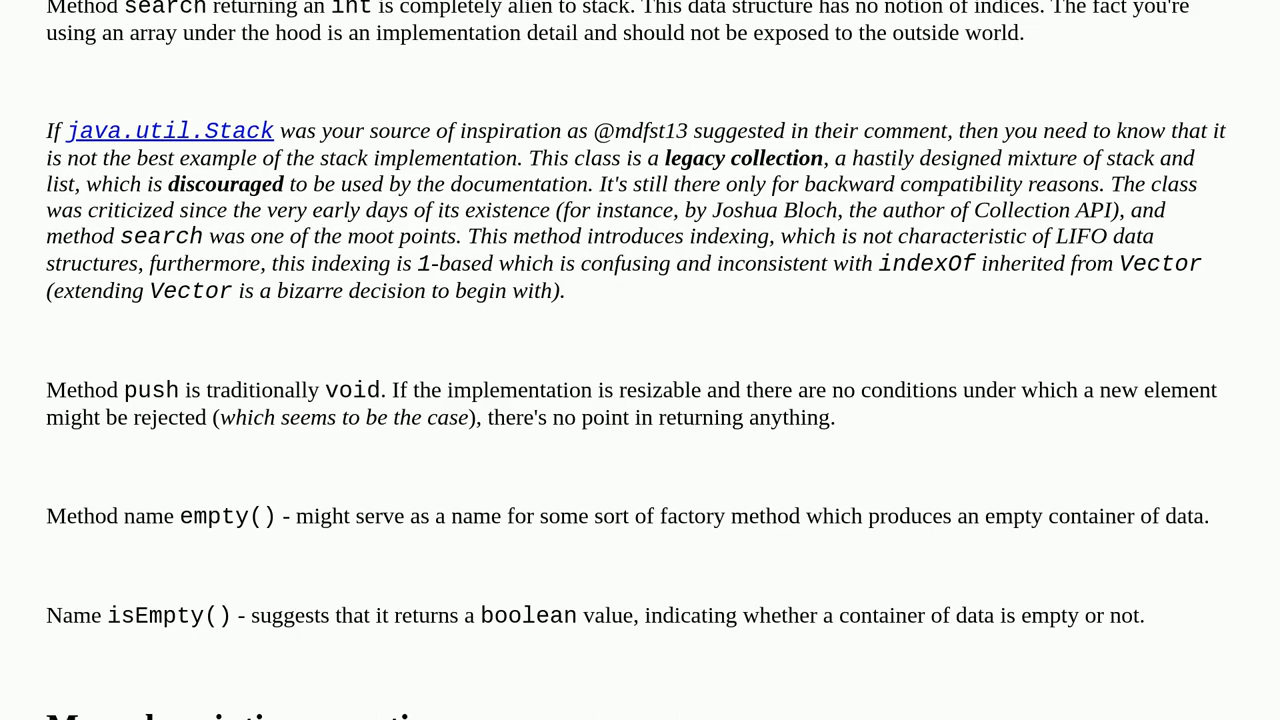 Method search returning an int is completely alien to stack. This data structure has no notion of indices. The fact you're
using an array under the hood is an implementation detail and should not be exposed to the outside world.
If java.util.Stack was your source of inspiration as @mdfst13 suggested in their comment, then you need to know that it
is not the best example of the stack implementation. This class is a legacy collection, a hastily designed mixture of stack and
list, which is discouraged to be used by the documentation. It's still there only for backward compatibility reasons. The class
was criticized since the very early days of its existence (for instance, by Joshua Bloch, the author of Collection API), and
method search was one of the moot points. This method introduces indexing, which is not characteristic of LIFO data
structures, furthermore, this indexing is 1-based which is confusing and inconsistent with indexOf inherited from Vector
(extending Vector is a bizarre decision to begin with).
Method push is traditionally void. If the implementation is resizable and there are no conditions under which a new element
might be rejected (which seems to be the case), there's no point in returning anything.
Method name empty() - might serve as a name for some sort of factory method which produces an empty container of data.
Name isEmpty() - suggests that it returns a boolean value, indicating whether a container of data is empty or not.